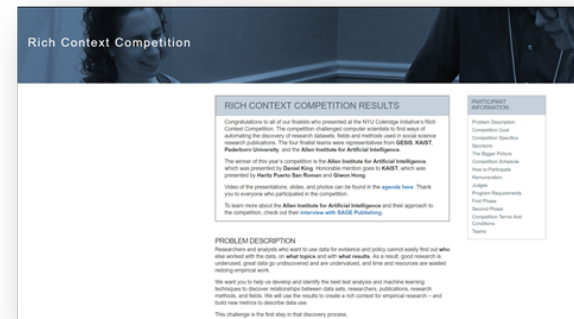 Rich Context Competition
RICH CONTEXT COMPETITION RESULTS
Congratulations to all of our finalists who presented at the NYU Coleridge Initiative's Rich
Context Competition. The competition challenged computer scientists to find ways of
automating the discovery of research datasets, fields and methods used in social science
research publications. The four finalist teams were representatives from GESIS, KAIST,
Paderborn University, and the Allen Institute for Artificial Intelligence.
The winner of this year's competition is the Allen Institute for Artificial Intelligence,
which was presented by Daniel King. Honorable mention goes to KAIST, which was
presented by Haritz Puerto San Roman and Giwon Hong.
Video of the presentations, slides, and photos can be found in the agenda here. Thank
you to everyone who participated in the competition.
To learn more about the Allen Institute for Artificial Intelligence and their approach to
the competition, check out their interview with SAGE Publishing.
PROBLEM DESCRIPTION
Researchers and analysts who want to use data for evidence and policy cannot easily find out who
else worked with the data, on what topics and with what results. As a result, good research is
underused, great data go undiscovered and are undervalued, and time and resources are wasted
redoing empirical work.
We want you to help us develop and identify the best text analysis and machine learning
techniques to discover relationships between data sets, researchers, publications, research
methods, and fields. We will use the results to create a rich context for empirical research – and
build new metrics to describe data use.
This challenge is the first step in that discovery process.
PARTICIPANT
INFORMATION
Problem Description
Competition Goal
Competition Specifics
Sponsors
The Bigger Picture
Competition Schedule
How to Participate
Remuneration
Judges
Program Requirements
First Phase
Second Phase
Competition Terms And
Conditions
Teams